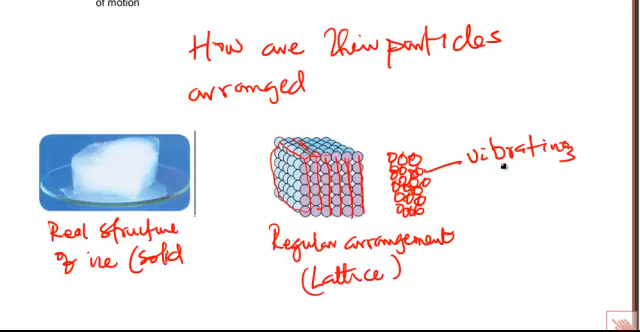 of motion
How are their particles
arranged
vibrating
Real structure
of ice (solid
Regular arrangement
(Lattice)